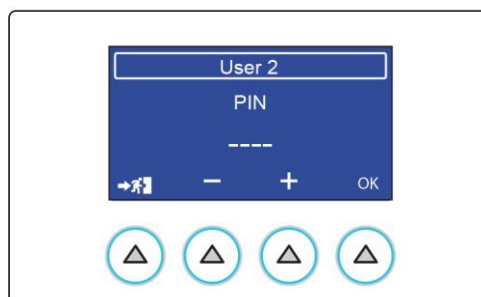 User 2
PIN
----
− + OK